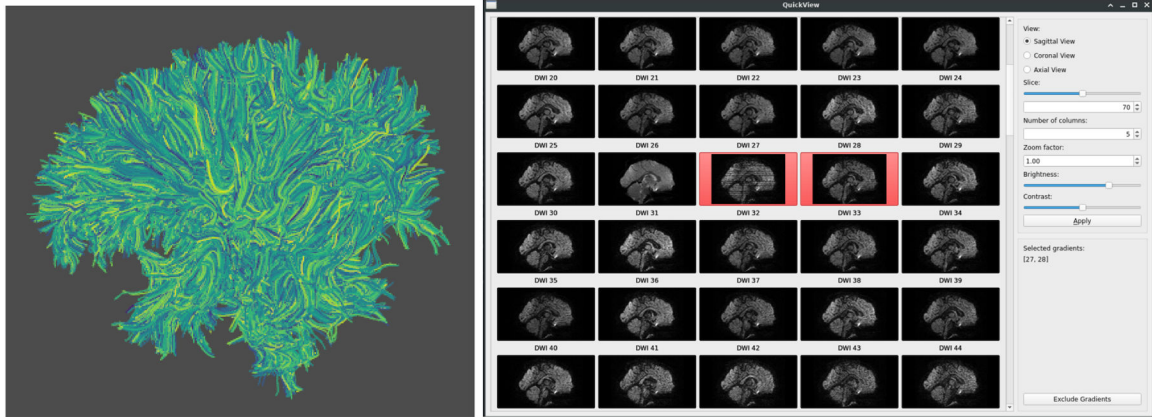 QuickView
DWI 20 DWI 21 DWI 22 DWI 23 DWI 24
DWI 25 DWI 26 DWI 27 DWI 28 DWI 29
DWI 30 DWI 31 DWI 32 DWI 33 DWI 34
DWI 35 DWI 36 DWI 37 DWI 38 DWI 39
DWI 40 DWI 41 DWI 42 DWI 43 DWI 44
View:
Sagittal View
Coronal View
Axial View
Slice:
70
Number of columns:
5
Zoom factor:
1.00
Brightness:
Contrast:
Apply
Selected gradients:
[27, 28]
Exclude Gradients